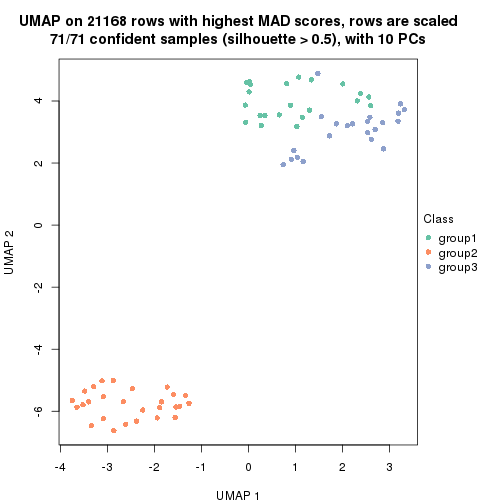 UMAP on 21168 rows with highest MAD scores, rows are scaled
71/71 confident samples (silhouette > 0.5), with 10 PCs
4
2
0
-2
-4
-6
UMAP 2
-4
-3
-2
-1
0
1
2
3
UMAP 1
Class
group1
group2
group3